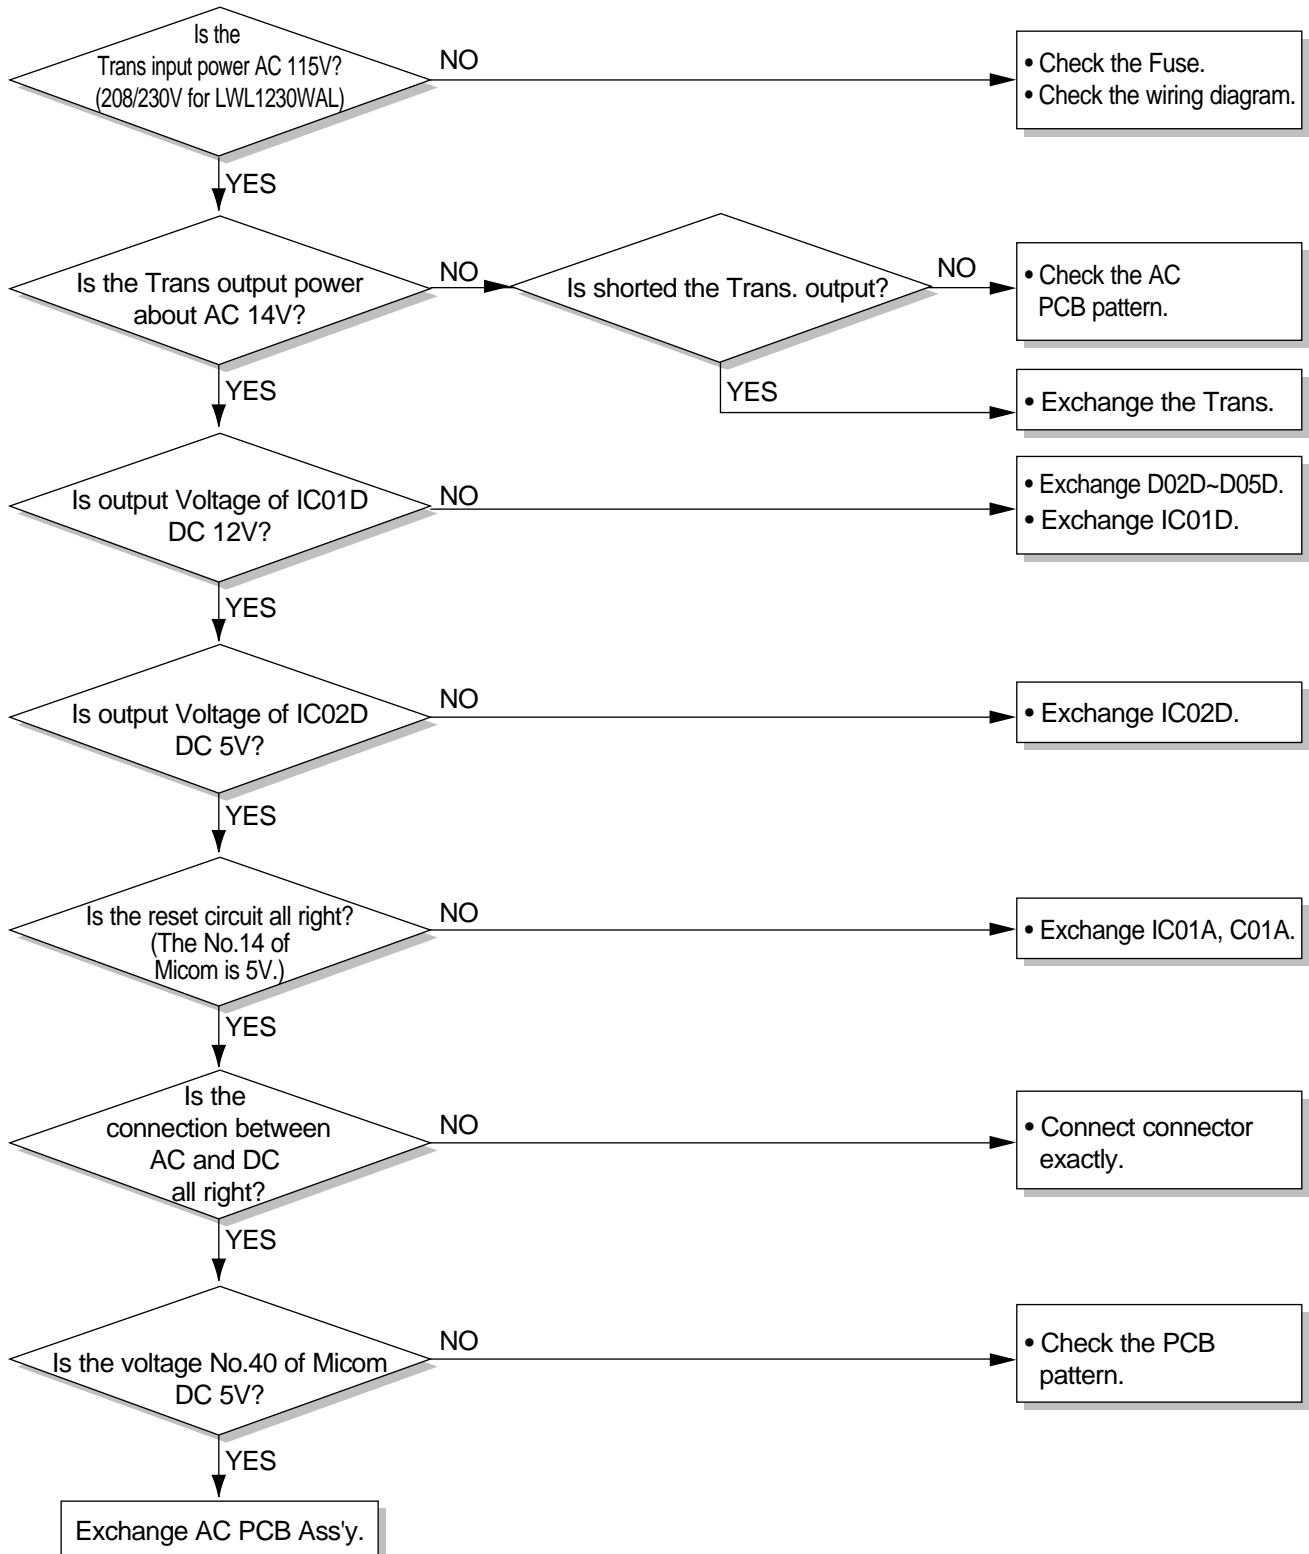 Is the
Trans input power AC 115V?
(208/230V for LWL1230WAL)
NO
• Check the Fuse.
• Check the wiring diagram.
YES
Is the Trans output power
about AC 14V?
NO
Is shorted the Trans. output?
NO
• Check the AC
PCB pattern.
YES
YES
• Exchange the Trans.
Is output Voltage of IC01D
DC 12V?
NO
• Exchange D02D~D05D.
• Exchange IC01D.
YES
Is output Voltage of IC02D
DC 5V?
NO
• Exchange IC02D.
YES
Is the reset circuit all right?
(The No.14 of
Micom is 5V.)
NO
• Exchange IC01A, C01A.
YES
Is the
connection between
AC and DC
all right?
NO
• Connect connector
exactly.
YES
Is the voltage No.40 of Micom
DC 5V?
NO
• Check the PCB
pattern.
YES
Exchange AC PCB Ass'y.